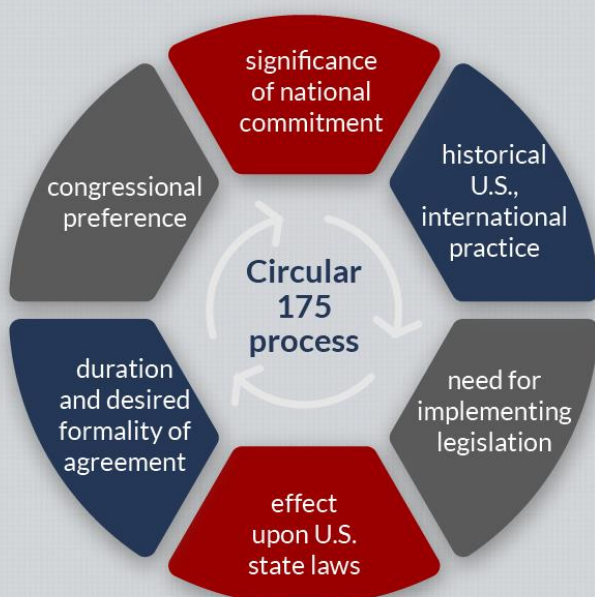 significance
of national
commitment
historical
U.S.,
international
practice
need for
implementing
legislation
effect
upon U.S.
state laws
duration
and desired
formality of
agreement
congressional
preference
Circular
175
process